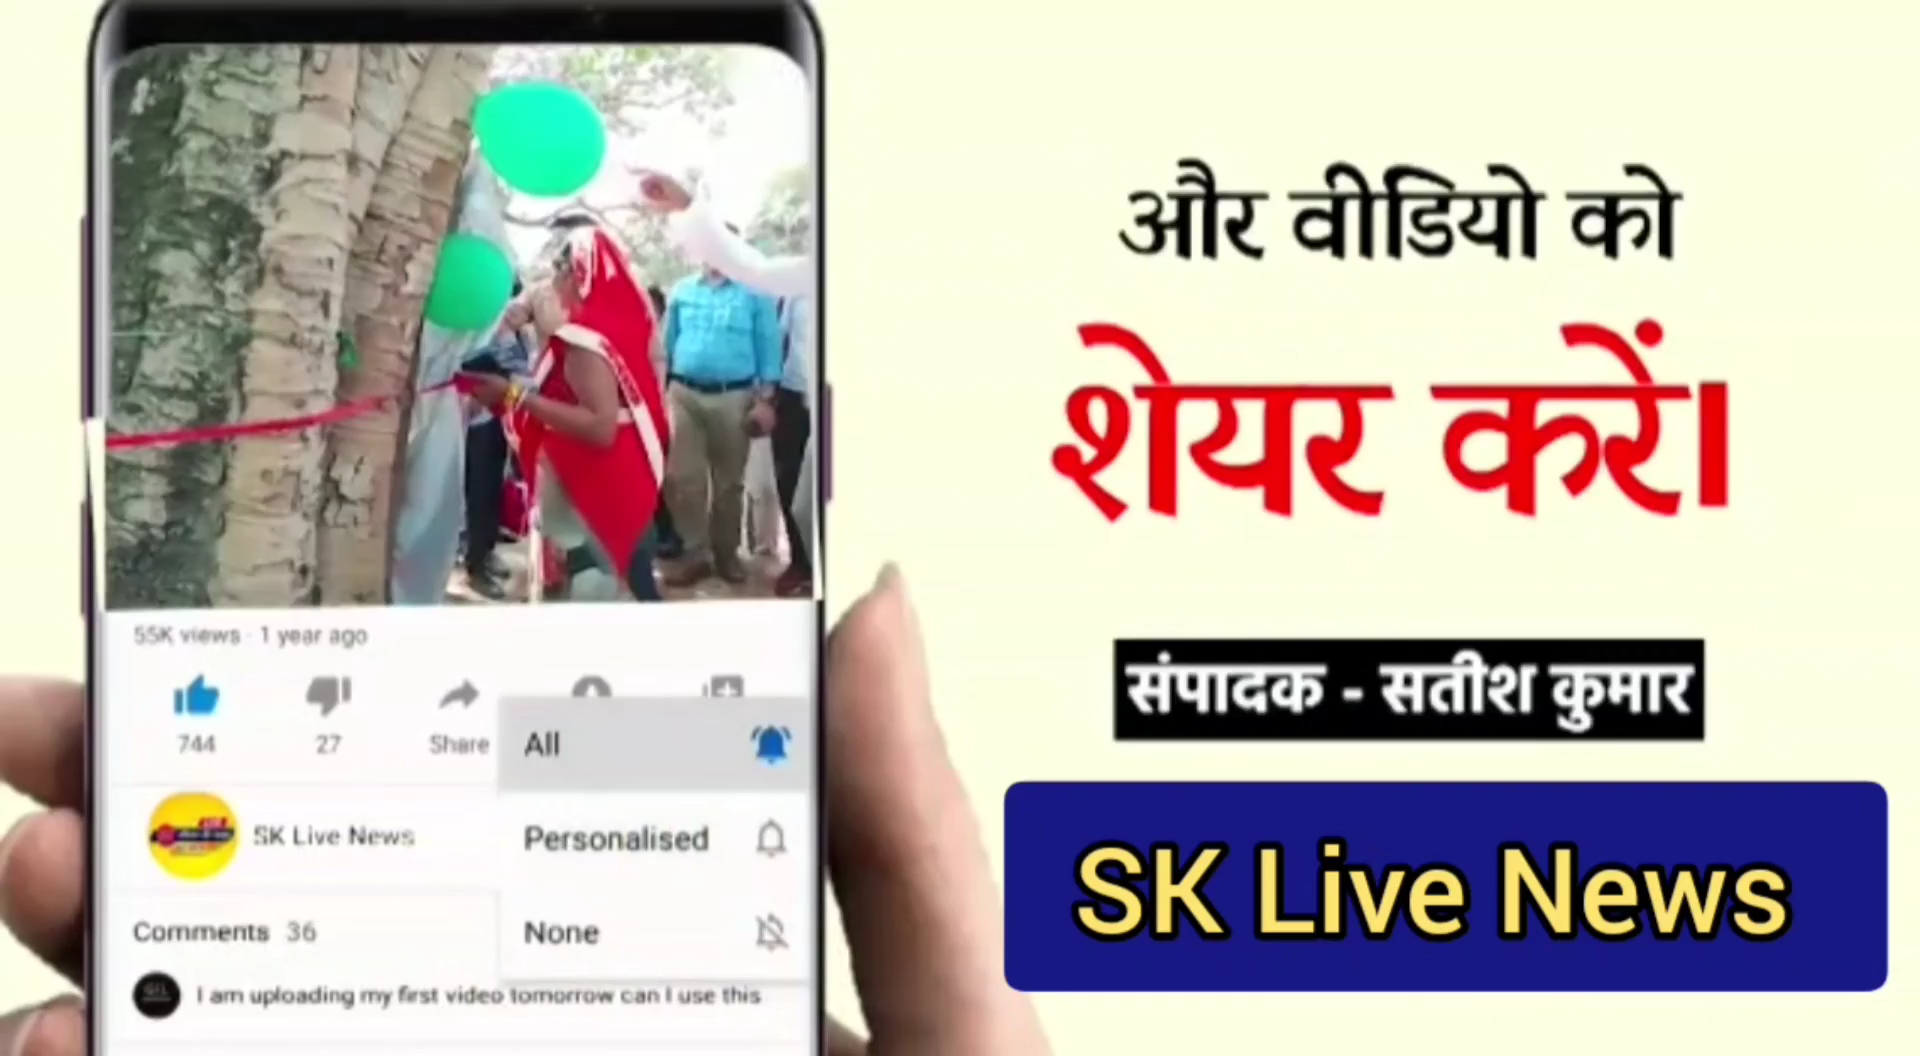 55K views · 1 year ago
744
27
Share
All
SK Live News
Personalised
Comments 36
None
I am uploading my first video tomorrow can I use this
और वीडियो को
शेयर करें।
संपादक - सतीश कुमार
SK Live News